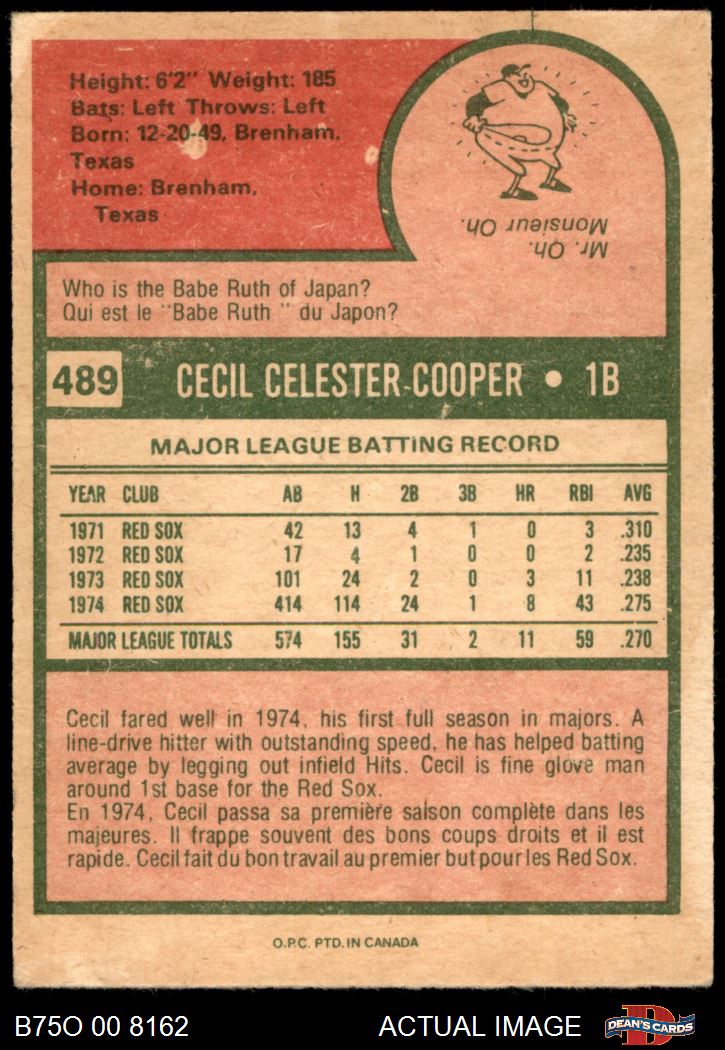 Height: 6'2" Weight: 185
Bats: Left Throws: Left
Born: 12-20-49, Brenham,
Texas
Home: Brenham,
Texas
Mr. Oh.
Monsieur Oh.
Who is the Babe Ruth of Japan?
Qui est le "Babe Ruth " du Japon?
489 CECIL CELESTER COOPER • 1B
MAJOR LEAGUE BATTING RECORD
YEAR CLUB AB H 2B 3B HR RBI AVG
1971 RED SOX 42 13 4 1 0 3 .310
1972 RED SOX 17 4 1 0 0 2 .235
1973 RED SOX 101 24 2 0 3 11 .238
1974 RED SOX 414 114 24 1 8 43 .275
MAJOR LEAGUE TOTALS 574 155 31 2 11 59 .270
Cecil fared well in 1974, his first full season in majors. A
line-drive hitter with outstanding speed, he has helped batting
average by legging out infield Hits. Cecil is fine glove man
around 1st base for the Red Sox.
En 1974, Cecil passa sa première saison complète dans les
majeures. Il frappe souvent des bons coups droits et il est
rapide. Cecil fait du bon travail au premier but pour les Red Sox.
O.P.C. PTD. IN CANADA
B75O 00 8162 ACTUAL IMAGE
D
DEAN'S CARDS